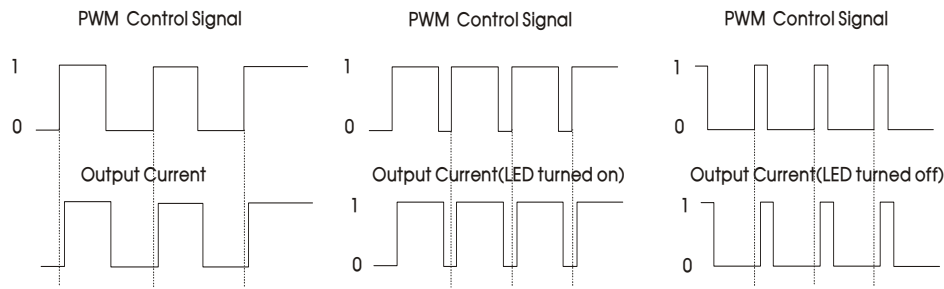 PWM Control Signal
PWM Control Signal
PWM Control Signal
1
0
1
0
1
0
Output Current
Output Current(LED turned on)
Output Current(LED turned off)
1
0
1
0